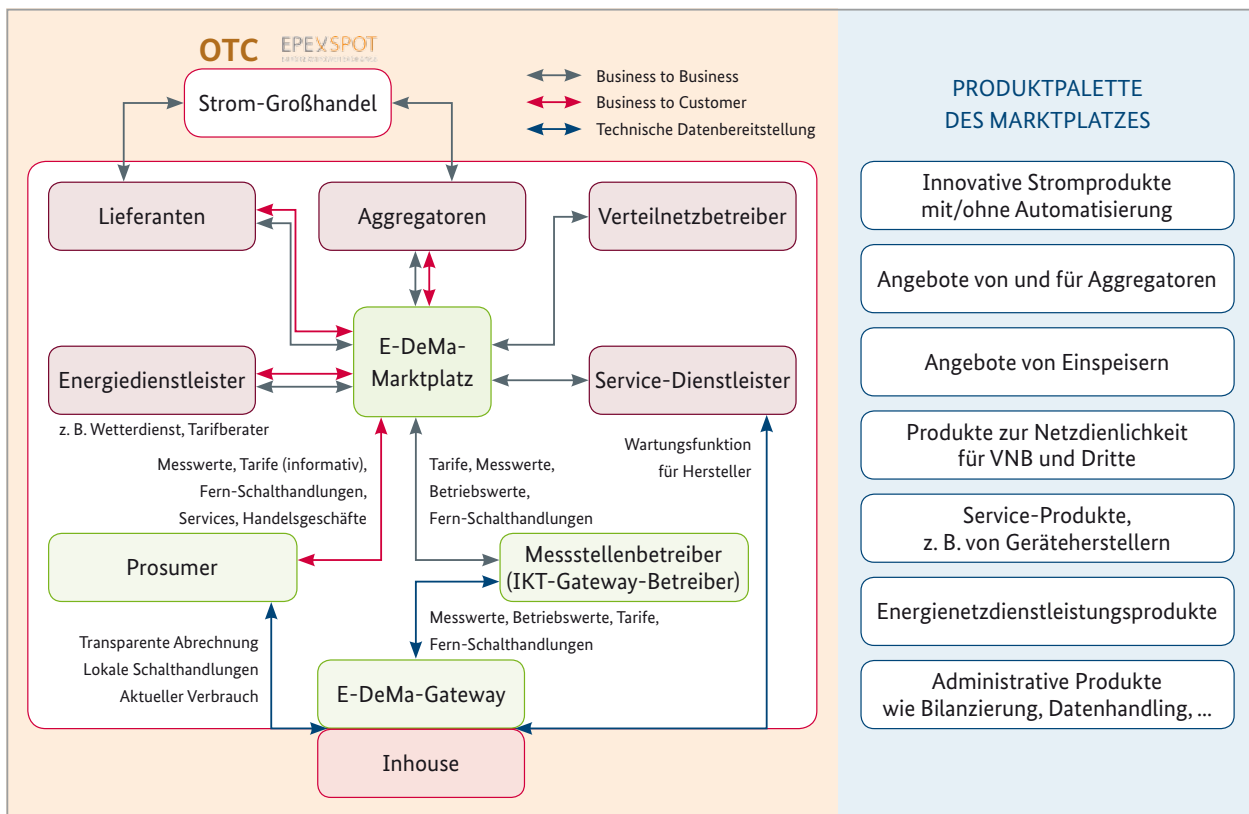 OTC
EPEXSPOT
Strom-Großhandel
Business to Business
Business to Customer
Technische Datenbereitstellung
Lieferanten
Aggregatoren
Verteilnetzbetreiber
E-DeMa-
Marktplatz
Energiedienstleister
z. B. Wetterdienst, Tarifberater
Service-Dienstleister
Messwerte, Tarife (informativ),
Fern-Schalthandlungen,
Services, Handelsgeschäfte
Tarife, Messwerte,
Betriebswerte,
Fern-Schalthandlungen
Wartungsfunktion
für Hersteller
Prosumer
Messstellenbetreiber
(IKT-Gateway-Betreiber)
Transparente Abrechnung
Lokale Schalthandlungen
Aktueller Verbrauch
Messwerte, Betriebswerte, Tarife,
Fern-Schalthandlungen
E-DeMa-Gateway
Inhouse
PRODUKTPALETTE
DES MARKTPLATZES
Innovative Stromprodukte
mit/ohne Automatisierung
Angebote von und für Aggregatoren
Angebote von Einspeisern
Produkte zur Netzdienlichkeit
für VNB und Dritte
Service-Produkte,
z. B. von Geräteherstellern
Energienetzdienstleistungsprodukte
Administrative Produkte
wie Bilanzierung, Datenhandling, ...